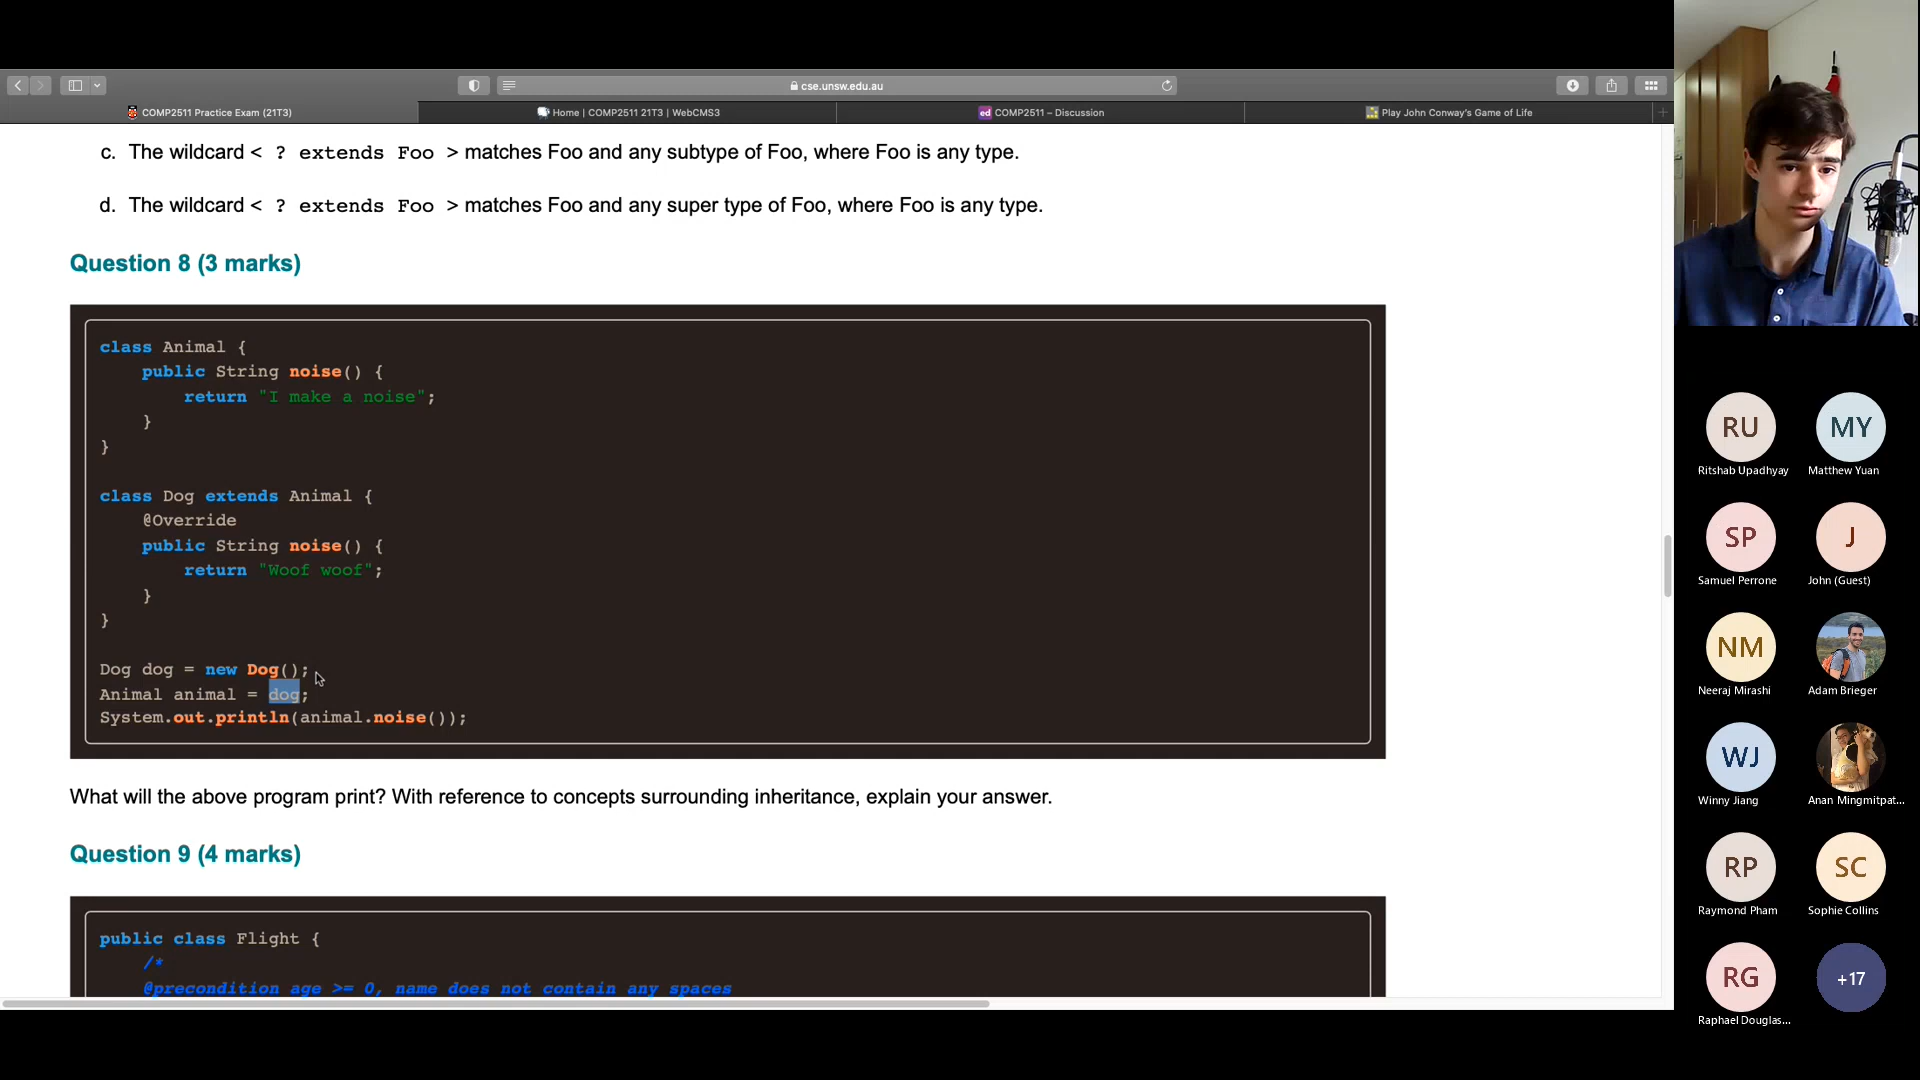 cse.unsw.edu.au
COMP2511 Practice Exam (21T3)
Home | COMP2511 21T3 | WebCMS3
ed COMP2511 – Discussion
Play John Conway's Game of Life
c. The wildcard < ? extends Foo > matches Foo and any subtype of Foo, where Foo is any type.
d. The wildcard < ? extends Foo > matches Foo and any super type of Foo, where Foo is any type.
Question 8 (3 marks)
class Animal {
public String noise() {
return "I make a noise";
}
}
class Dog extends Animal {
@Override
public String noise() {
return "Woof woof";
}
}
Dog dog = new Dog();
Animal animal = dog;
System.out.println(animal.noise());
What will the above program print? With reference to concepts surrounding inheritance, explain your answer.
Question 9 (4 marks)
public class Flight {
/*
@precondition age >= 0, name does not contain any spaces
RU
MY
Ritshab Upadhyay
Matthew Yuan
SP
J
Samuel Perrone
John (Guest)
NM
Neeraj Mirashi
Adam Brieger
WJ
Winny Jiang
Anan Mingmitpat...
RP
SC
Raymond Pham
Sophie Collins
RG
+17
Raphael Douglas...